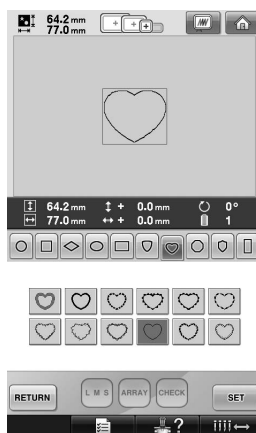 64.2 mm
77.0 mm
64.2 mm + 0.0 mm 0°
77.0 mm + 0.0 mm 1
RETURN L M S ARRAY CHECK SET
?